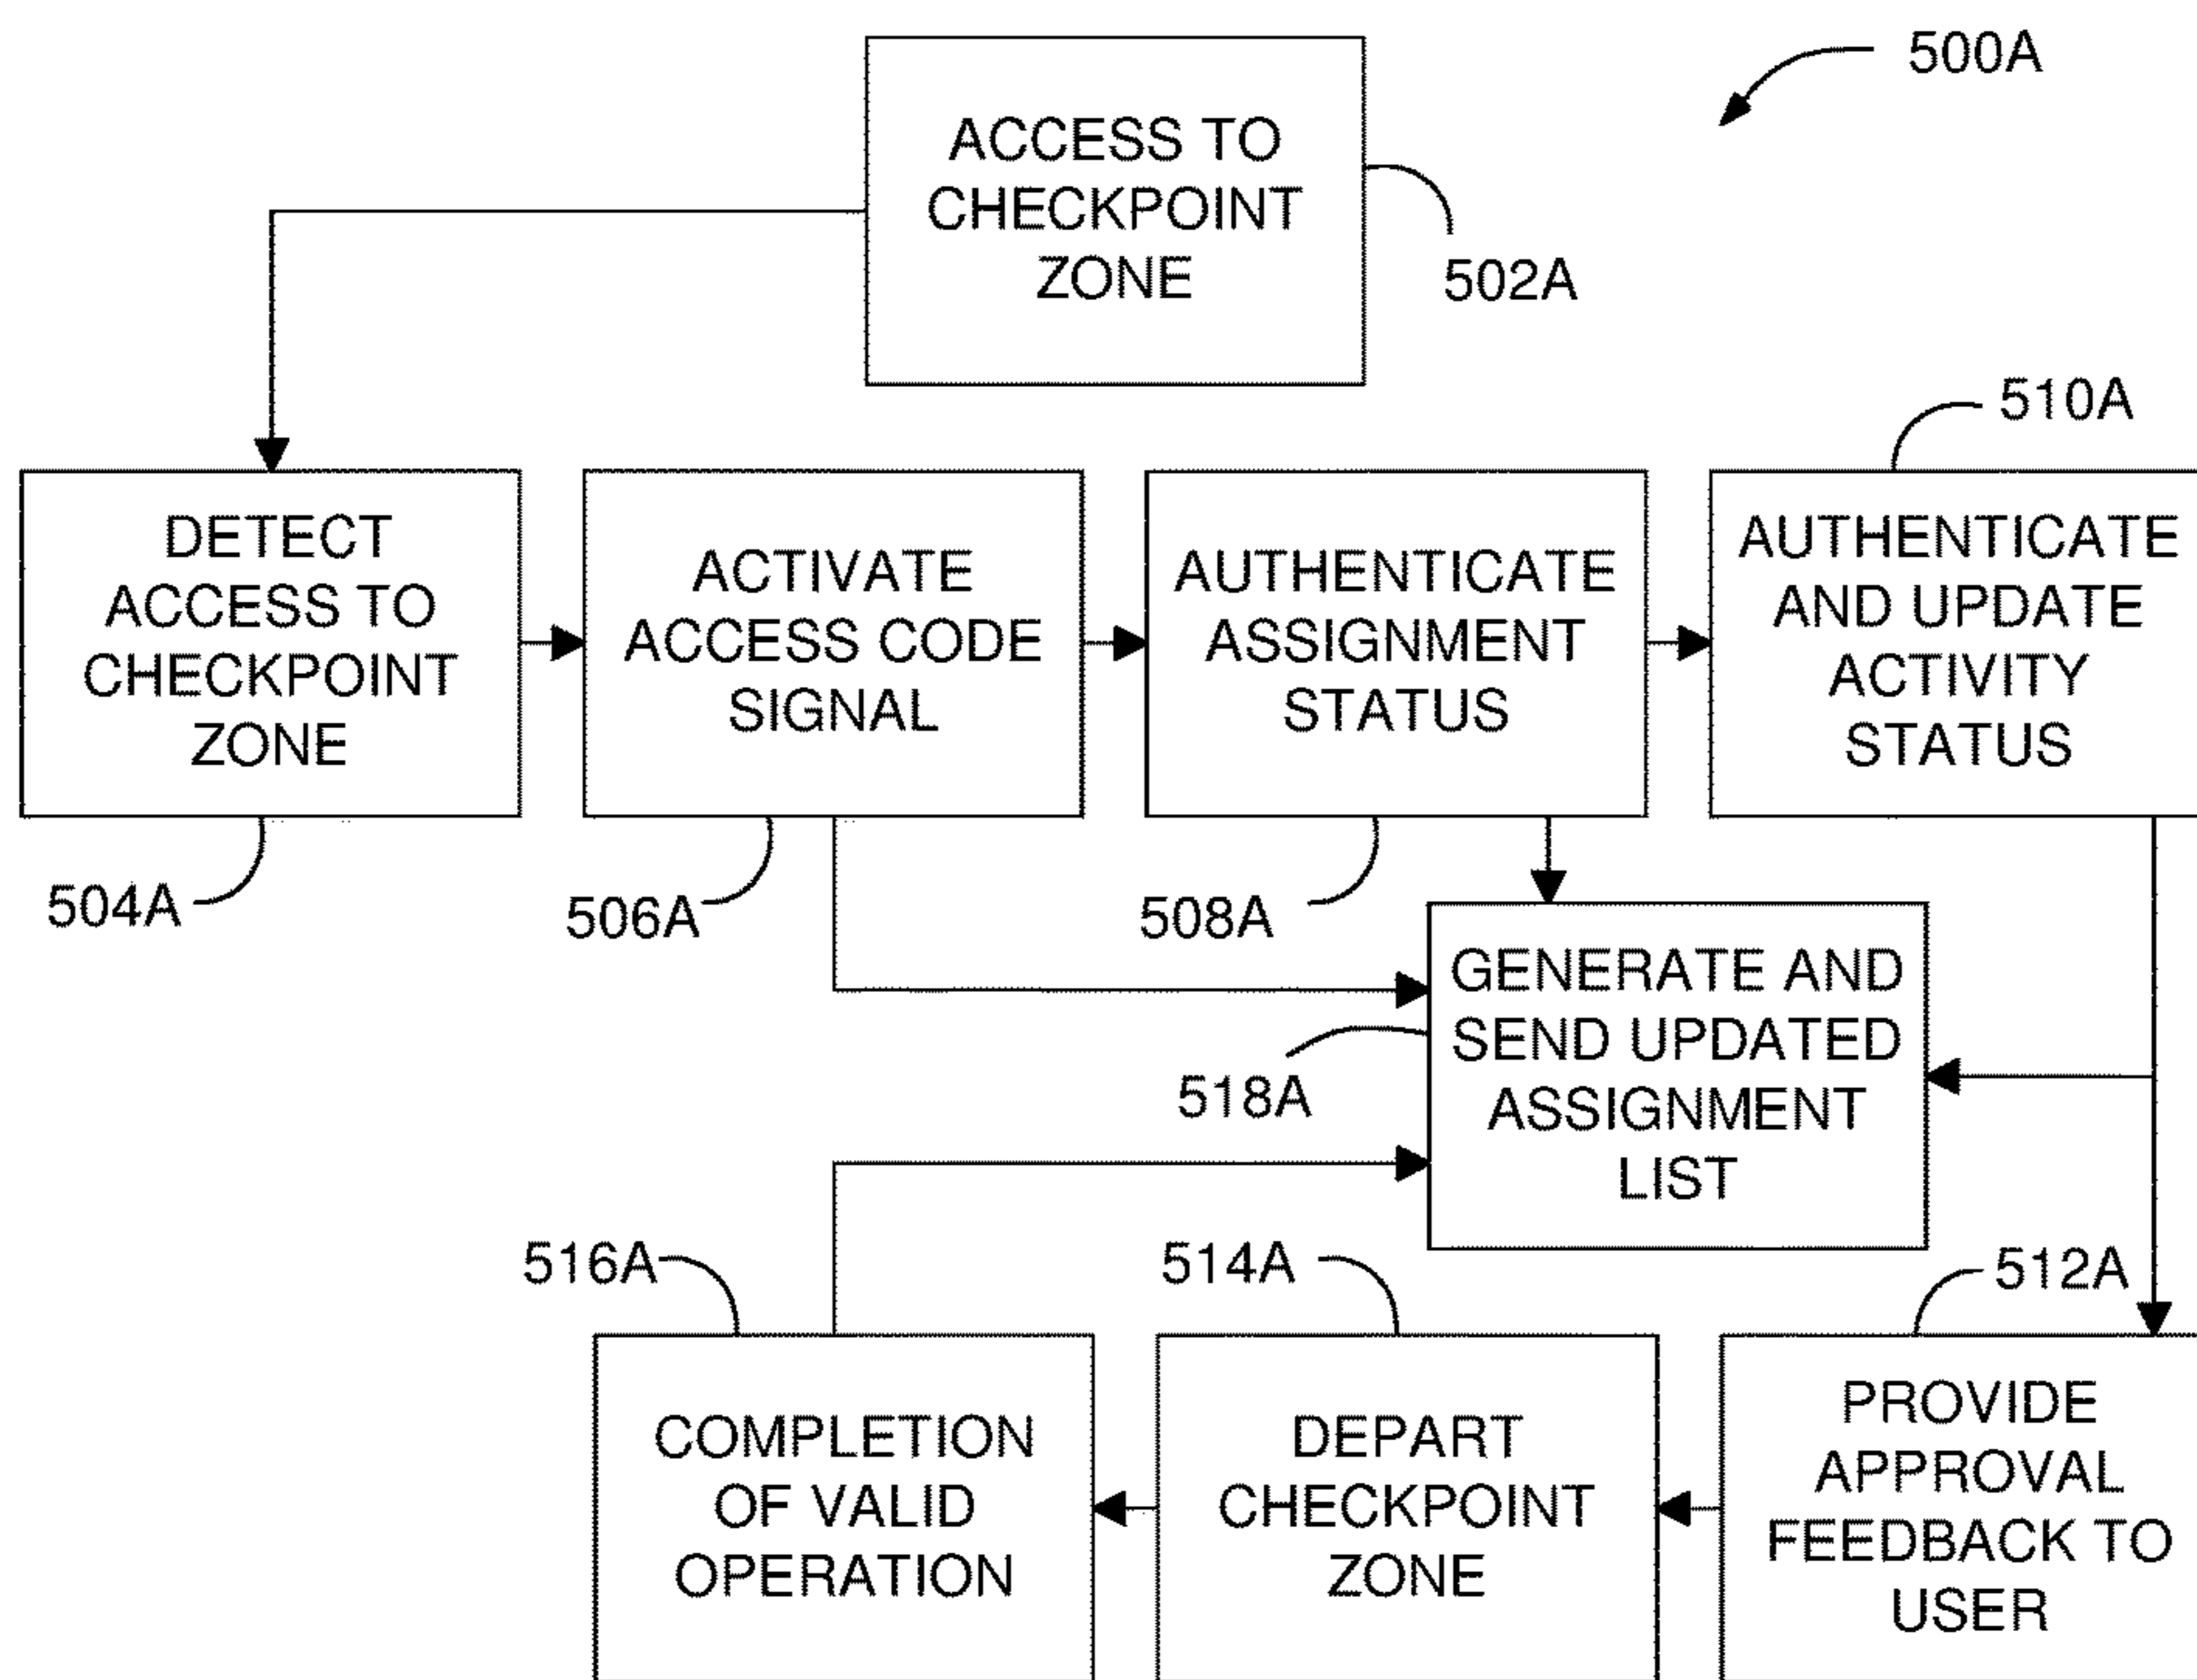 500A
ACCESS TO
CHECKPOINT
ZONE
502A
510A
DETECT
ACCESS TO
CHECKPOINT
ZONE
ACTIVATE
ACCESS CODE
SIGNAL
AUTHENTICATE
ASSIGNMENT
STATUS
AUTHENTICATE
AND UPDATE
ACTIVITY
STATUS
504A
506A
508A
GENERATE AND
SEND UPDATED
ASSIGNMENT
LIST
518A
516A
514A
512A
COMPLETION
OF VALID
OPERATION
DEPART
CHECKPOINT
ZONE
PROVIDE
APPROVAL
FEEDBACK TO
USER